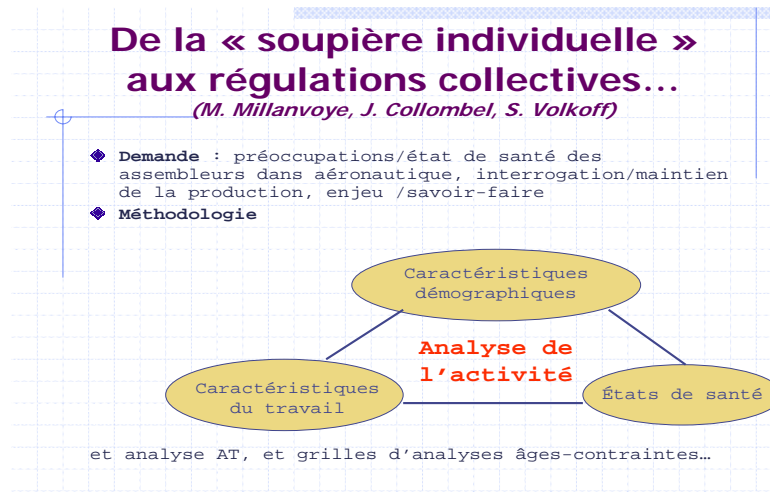 De la « soupière individuelle »
aux régulations collectives…
(M. Millanvoye, J. Collombel, S. Volkoff)
Demande : préoccupations/état de santé des
assembleurs dans aéronautique, interrogation/maintien
de la production, enjeu /savoir-faire
Méthodologie
Caractéristiques
démographiques
Analyse de
l’activité
Caractéristiques
du travail
États de santé
et analyse AT, et grilles d’analyses âges-contraintes…